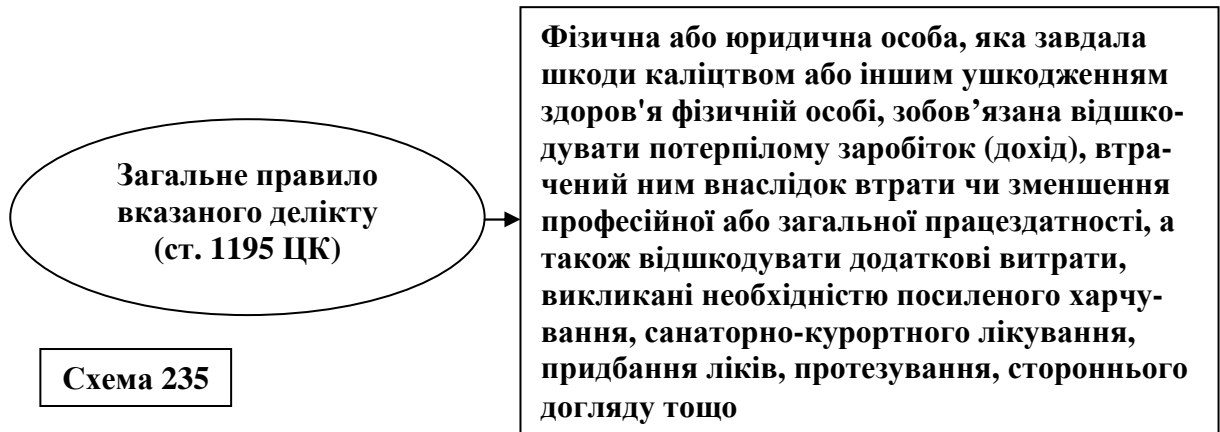 Загальне правило
вказаного делікту
(ст. 1195 ЦК)
Фізична або юридична особа, яка завдала
шкоди каліцтвом або іншим ушкодженням
здоров'я фізичній особі, зобов’язана відшко-
дувати потерпілому заробіток (дохід), втра-
чений ним внаслідок втрати чи зменшення
професійної або загальної працездатності, а
також відшкодувати додаткові витрати,
викликані необхідністю посиленого харчу-
вання, санаторно-курортного лікування,
придбання ліків, протезування, стороннього
догляду тощо
Схема 235